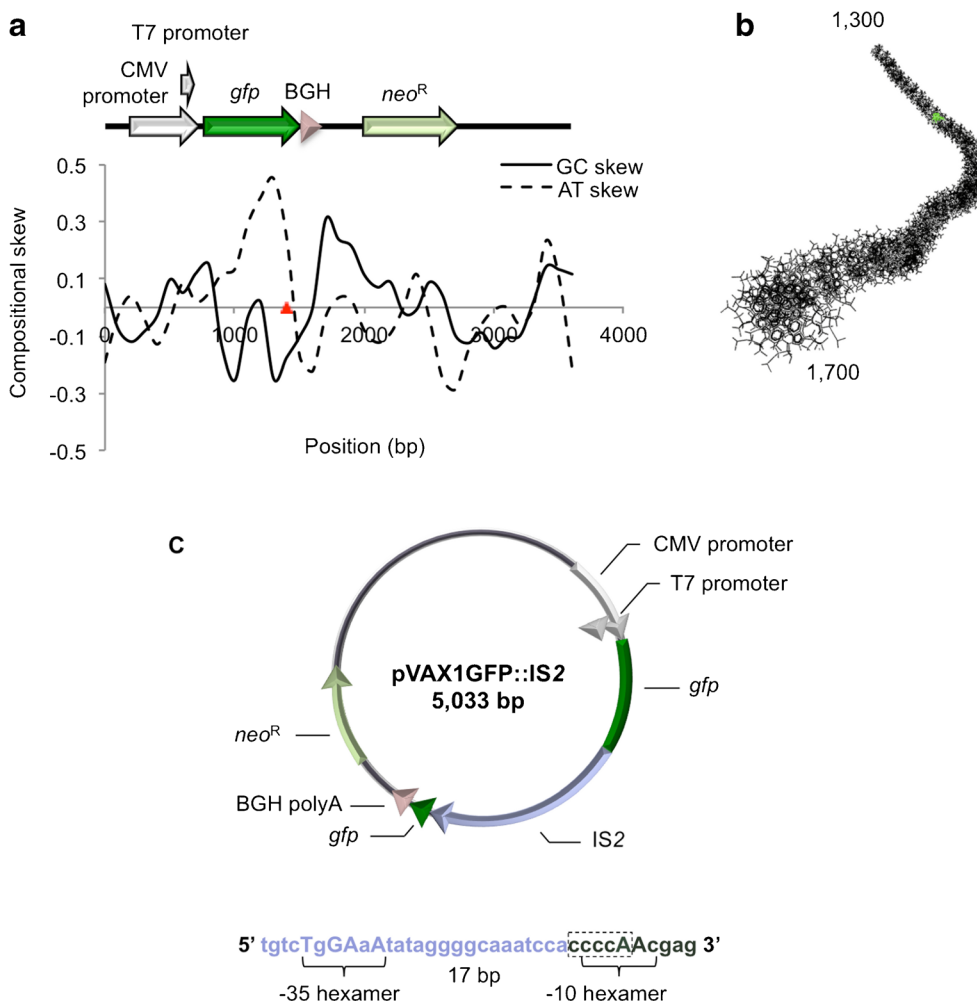 a
T7 promoter
CMV promoter
gfp
BGH
neoR
0.5
0.3
0.1
-0.1
-0.3
-0.5
Compositional skew
GC skew
AT skew
0
1000
2000
3000
4000
Position (bp)
b
1,300
1,700
c
CMV promoter
T7 promoter
gfp
pVAX1GFP::IS2
5,033 bp
neoR
BGH polyA
gfp
IS2
5’ tgtcTgGAaAtataggggcaaatccaccccAAcgag 3’
-35 hexamer
17 bp
-10 hexamer